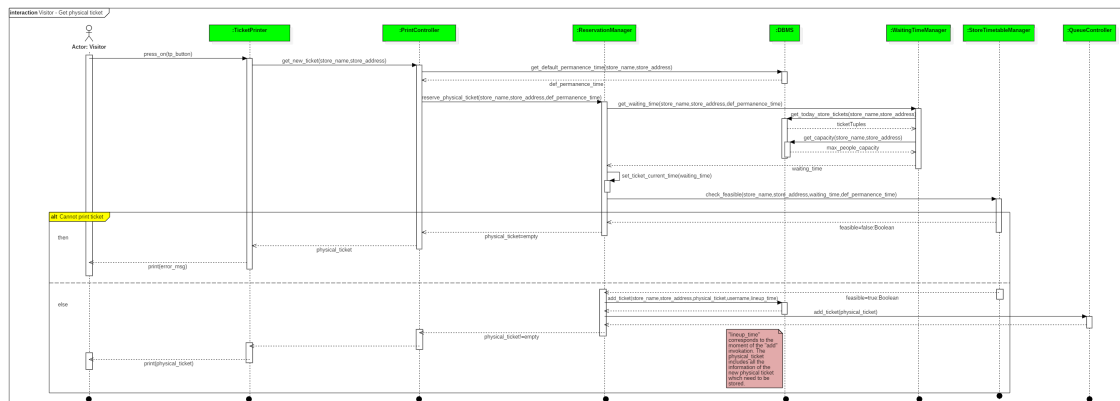 interaction Visitor - Get physical ticket
Actor: Visitor
:TicketPrinter
:PrintController
:ReservationManager
:DBMS
:WaitingTimeManager
:StoreTimetableManager
:QueueController
press_on(tp_button)
get_new_ticket(store_name,store_address)
get_default_permanence_time(store_name,store_address)
def_permanence_time
reserve_physical_ticket(store_name,store_address,def_permanence_time)
get_waiting_time(store_name,store_address,def_permanence_time)
get_today_store_tickets(store_name,store_address)
ticketTuples
get_capacity(store_name,store_address)
max_people_capacity
waiting_time
set_ticket_current_time(waiting_time)
check_feasible(store_name,store_address,waiting_time,def_permanence_time)
alt Cannot print ticket
then
feasible=false:Boolean
physical_ticket=empty
physical_ticket
print(error_msg)
else
feasible=true:Boolean
add_ticket(store_name,store_address,physical_ticket,username,lineup_time)
add_ticket(physical_ticket)
physical_ticket!=empty
print(physical_ticket)
"lineup_time"
corresponds to the
moment of the "add"
invokation. The
physical_ticket
includes all the
information of the
new physical ticket
which need to be
stored.